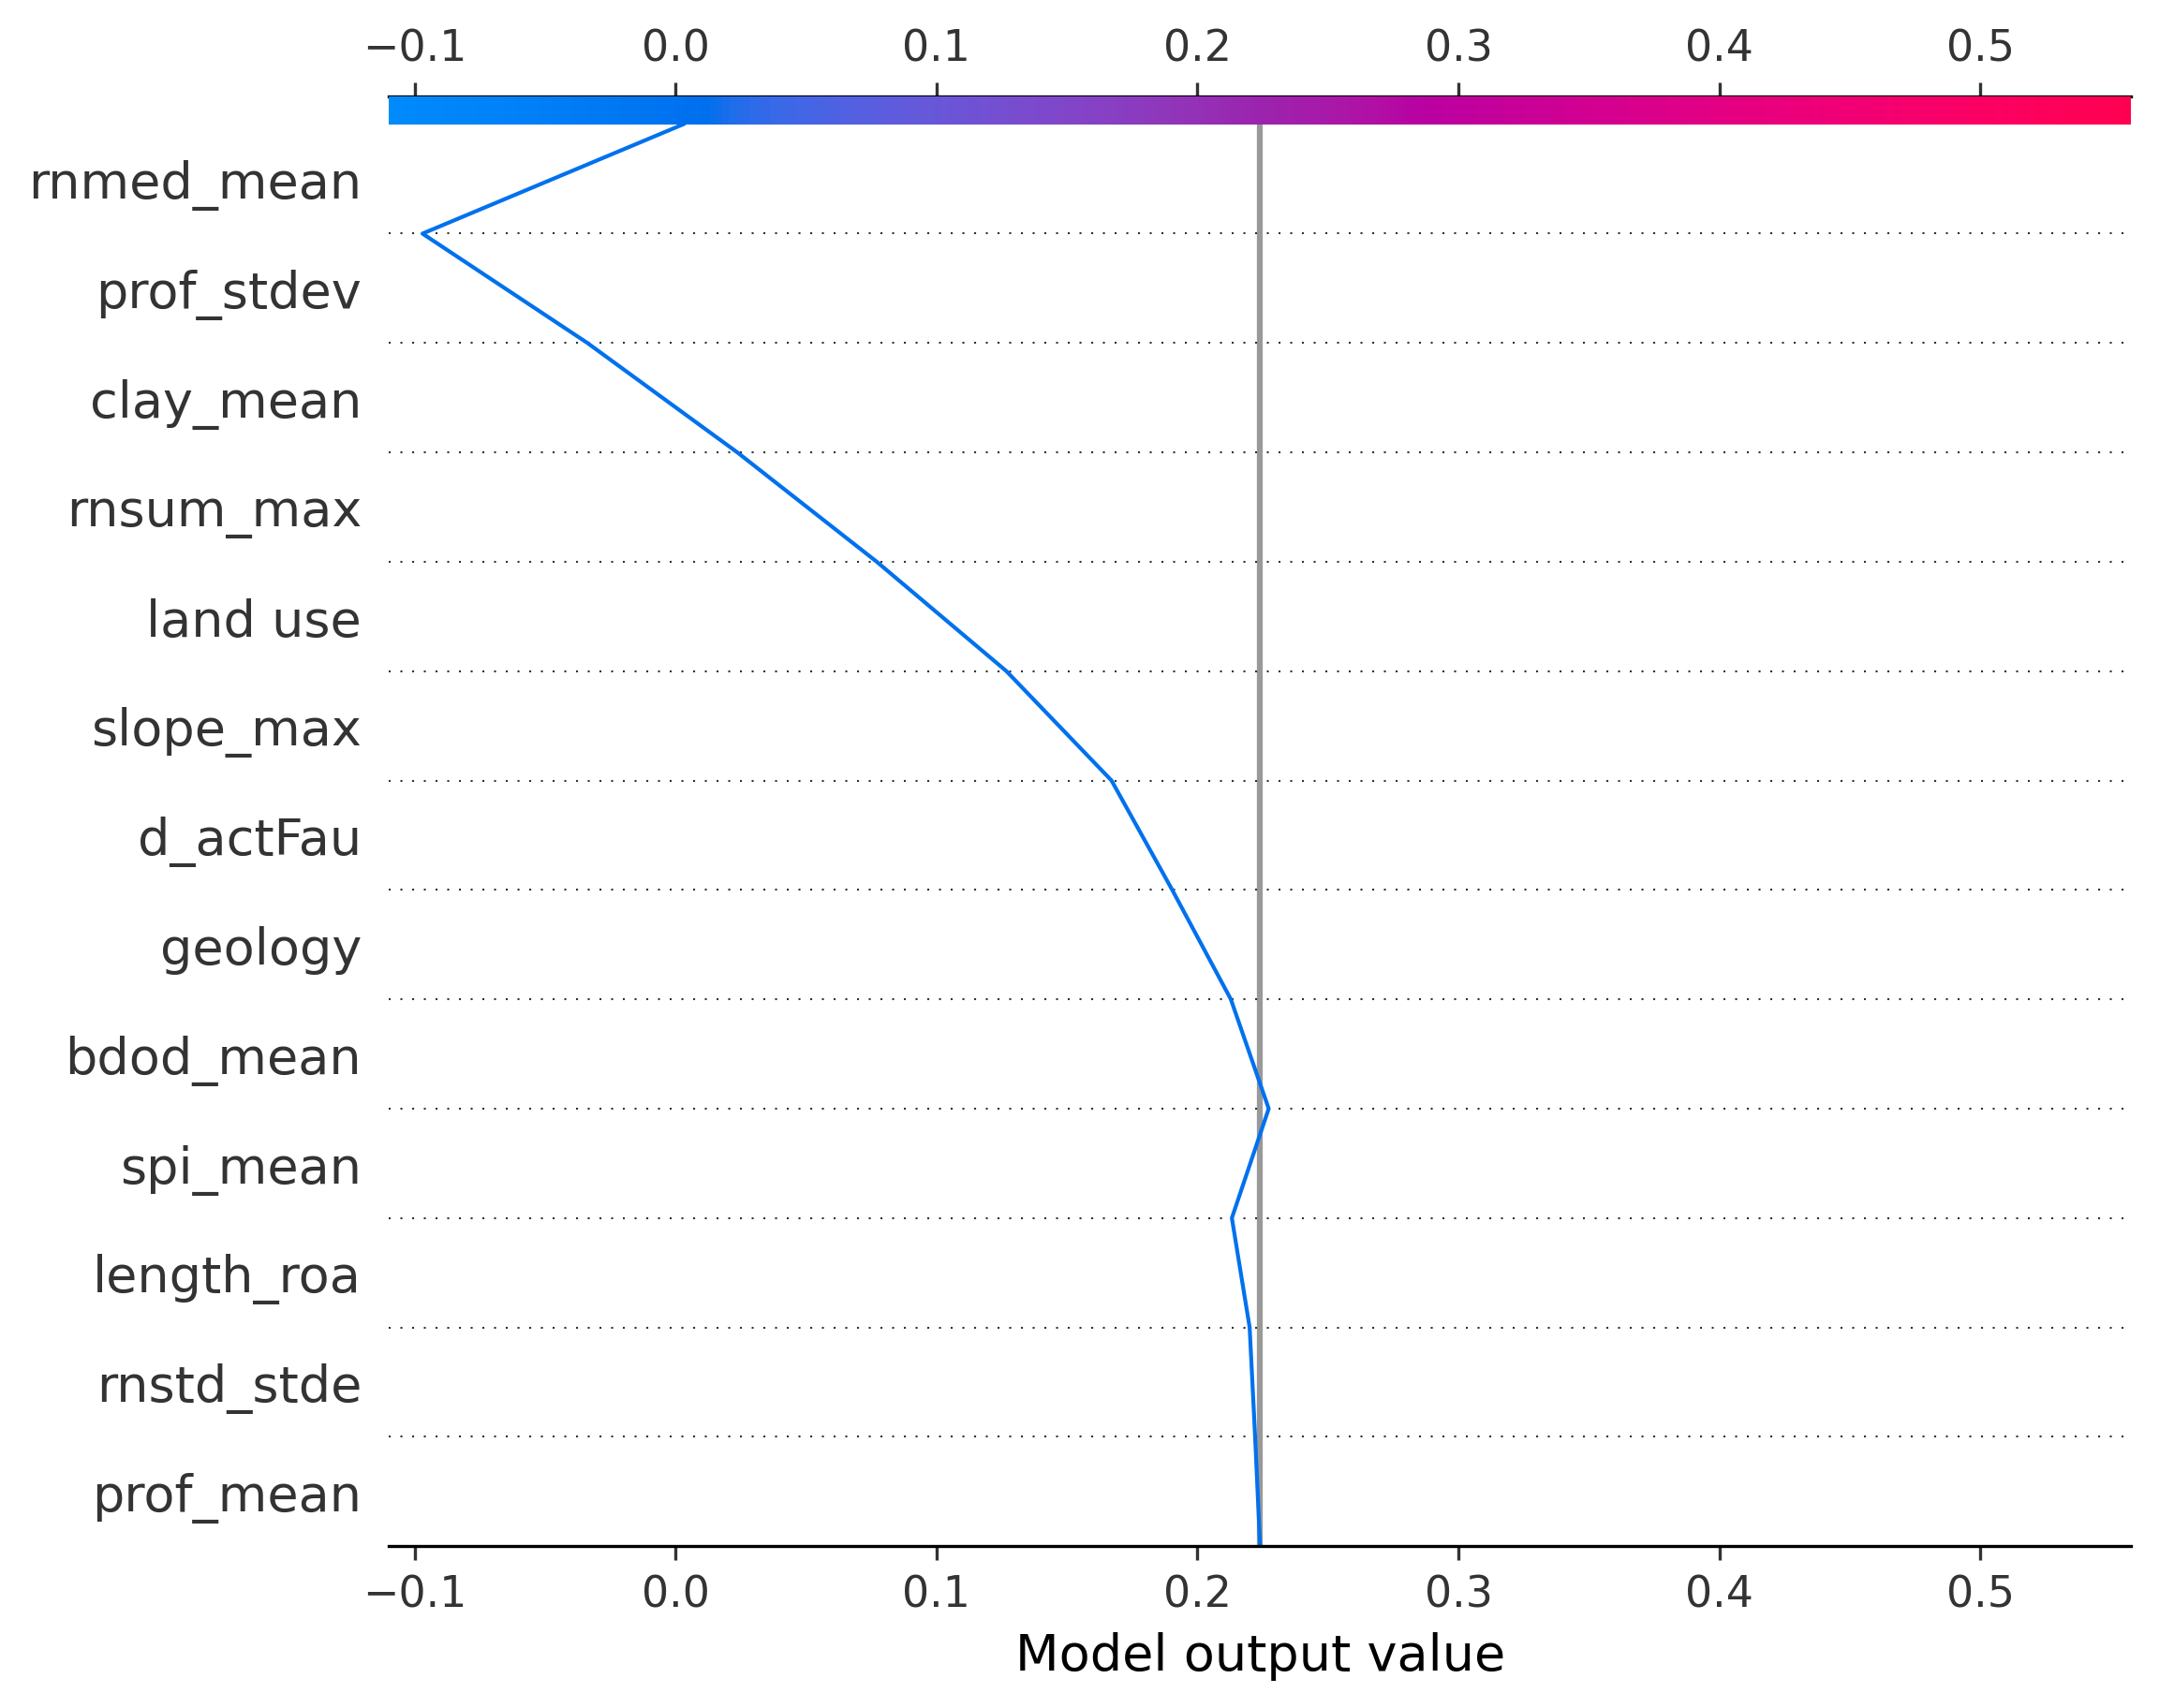 −0.1 0.0 0.1 0.2 0.3 0.4 0.5
rnmed_mean
prof_stdev
clay_mean
rnsum_max
land use
slope_max
d_actFau
geology
bdod_mean
spi_mean
length_roa
rnstd_stde
prof_mean
−0.1 0.0 0.1 0.2 0.3 0.4 0.5
Model output value